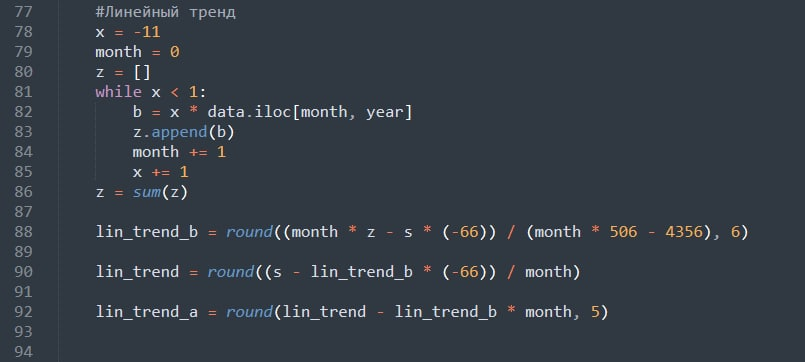 77 #Линейный тренд
78 x = -11
79 month = 0
80 z = []
81 while x < 1:
82 b = x * data.iloc[month, year]
83 z.append(b)
84 month += 1
85 x += 1
86 z = sum(z)
87
88 lin_trend_b = round((month * z - s * (-66)) / (month * 506 - 4356), 6)
89
90 lin_trend = round((s - lin_trend_b * (-66)) / month)
91
92 lin_trend_a = round(lin_trend - lin_trend_b * month, 5)
93
94